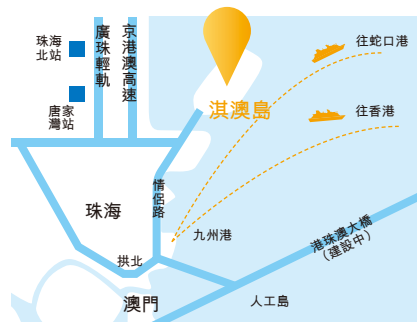 珠海
北站
廣珠輕軌
京港澳高速
往蛇口港
唐家
灣站
淇澳島
往香港
情侶路
珠海
九州港
港珠澳大橋
（建設中）
拱北
澳門
人工島